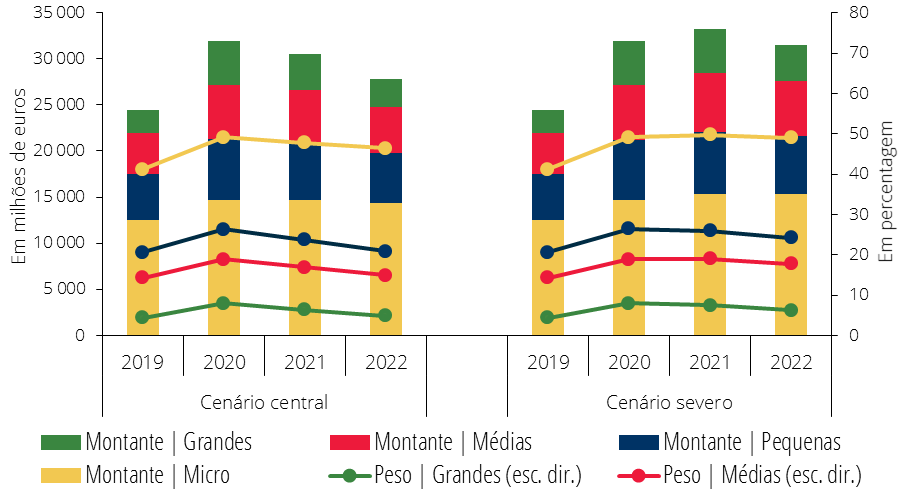 35 000
30 000
25 000
20 000
15 000
10 000
5 000
0
Em milhões de euros
80
70
60
50
40
30
20
10
0
Em percentagem
2019 2020 2021 2022 2019 2020 2021 2022
Cenário central Cenário severo
Montante | Grandes Montante | Médias Montante | Pequenas
Montante | Micro Peso | Grandes (esc. dir.) Peso | Médias (esc. dir.)